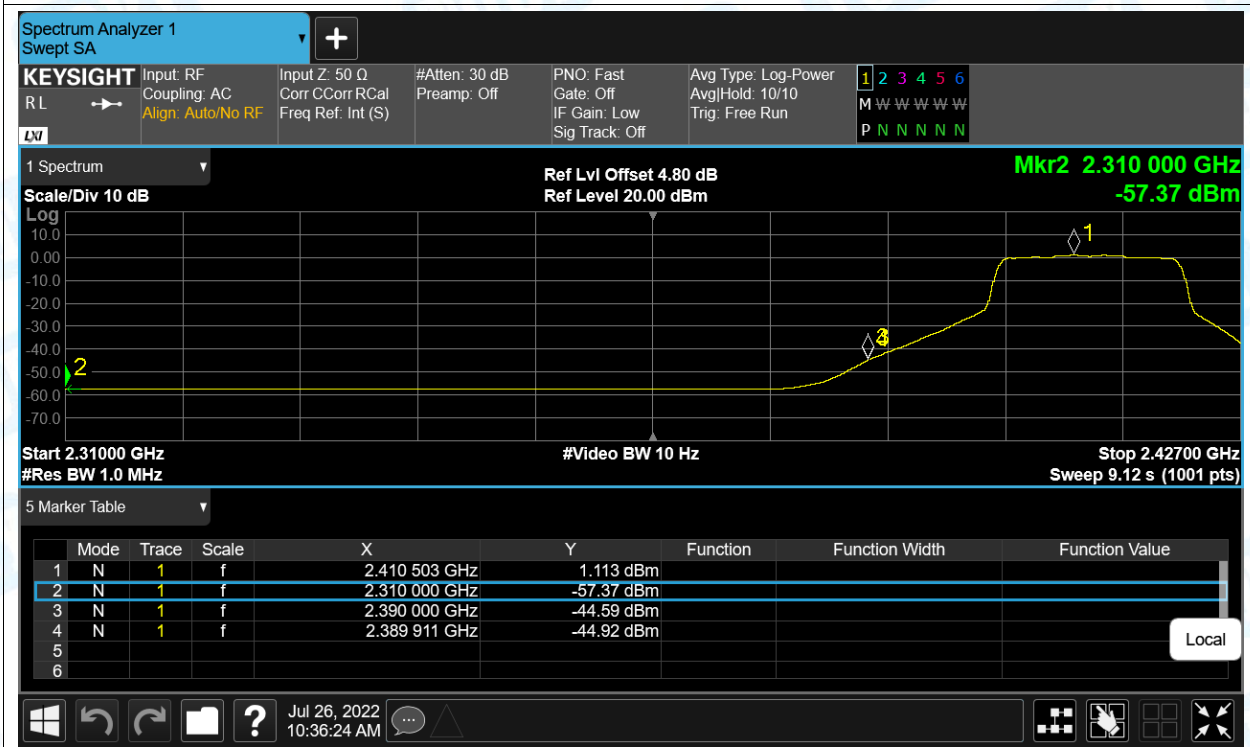 Spectrum Analyzer 1
Swept SA
KEYSIGHT
R L
LXI
Input: RF
Coupling: AC
Align: Auto/No RF
Input Z: 50 Ω
Corr CCorr RCal
Freq Ref: Int (S)
#Atten: 30 dB
Preamp: Off
PNO: Fast
Gate: Off
IF Gain: Low
Sig Track: Off
Avg Type: Log-Power
Avg|Hold: 10/10
Trig: Free Run
1 2 3 4 5 6
M W W W W W
P N N N N N
1 Spectrum
Scale/Div 10 dB
Ref Lvl Offset 4.80 dB
Ref Level 20.00 dBm
Mkr2 2.310 000 GHz
-57.37 dBm
Log
10.0
0.00
-10.0
-20.0
-30.0
-40.0
-50.0
-60.0
-70.0
1
2
3
Start 2.31000 GHz
#Video BW 10 Hz
Stop 2.42700 GHz
#Res BW 1.0 MHz
Sweep 9.12 s (1001 pts)
5 Marker Table
Mode Trace Scale X Y Function Function Width Function Value
1 N 1 f 2.410 503 GHz 1.113 dBm
2 N 1 f 2.310 000 GHz -57.37 dBm
3 N 1 f 2.390 000 GHz -44.59 dBm
4 N 1 f 2.389 911 GHz -44.92 dBm
5
6
Local
?
Jul 26, 2022
10:36:24 AM